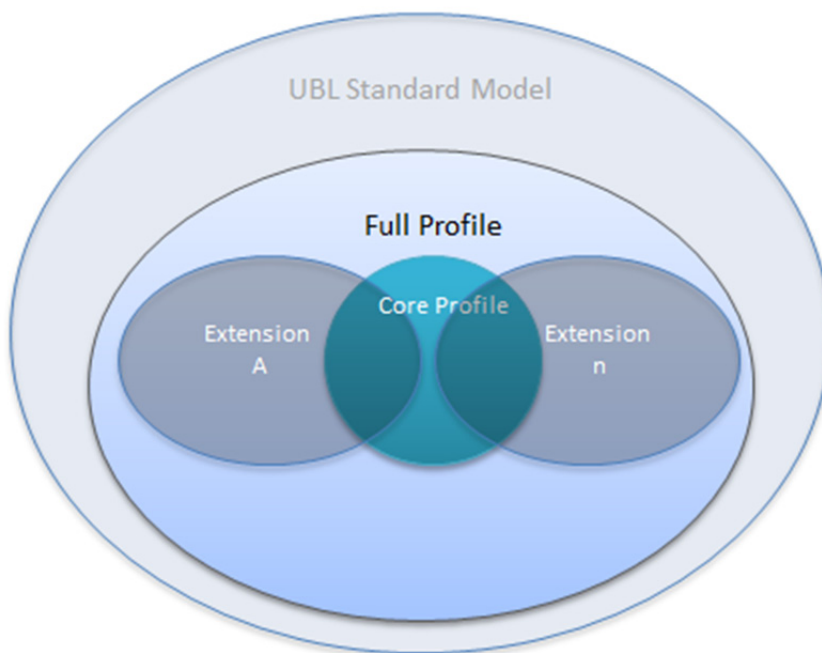 UBL Standard Model
Full Profile
Core Profile
Extension
A
Extension
n